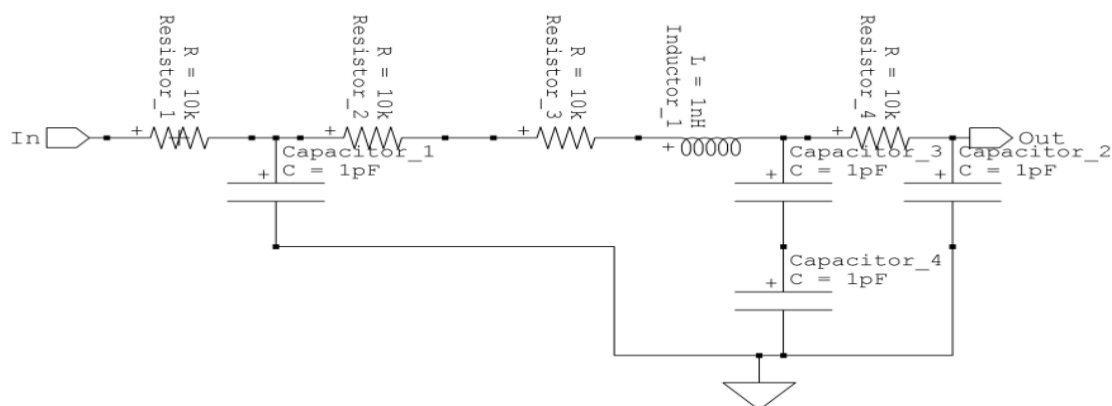 R = 10k
Resistor_1
R = 10k
Resistor_2
R = 10k
Resistor_3
L = 1nH
Inductor_1
R = 10k
Resistor_4
In
+
+
+
+
+
Out
Capacitor_1
C = 1pF
+
Capacitor_3
C = 1pF
+
Capacitor_2
C = 1pF
+
Capacitor_4
C = 1pF
+